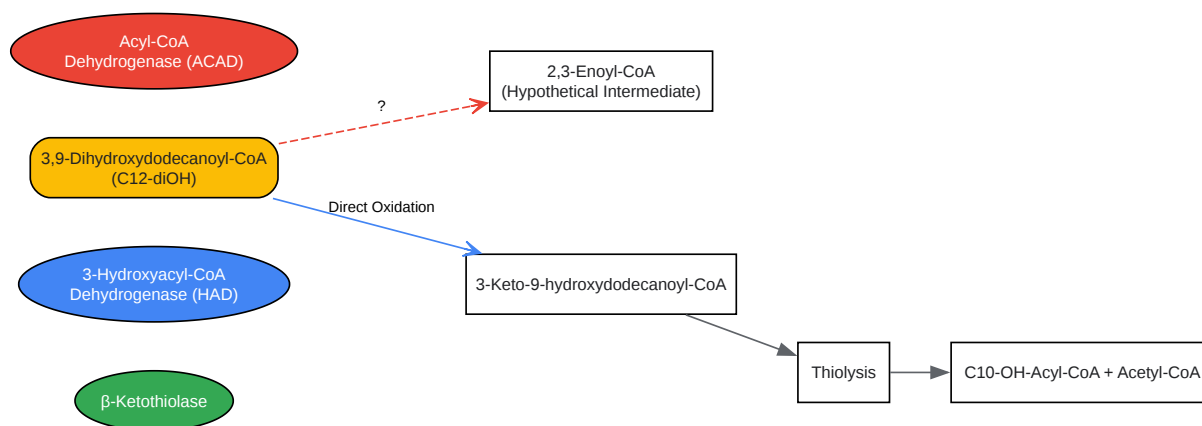 Acyl-CoA
Dehydrogenase (ACAD)
2,3-Enoyl-CoA
(Hypothetical Intermediate)
?
3,9-Dihydroxydodecanoyl-CoA
(C12-diOH)
Direct Oxidation
3-Hydroxyacyl-CoA
Dehydrogenase (HAD)
3-Keto-9-hydroxydodecanoyl-CoA
Thiolysis
C10-OH-Acyl-CoA + Acetyl-CoA
β-Ketothiolase